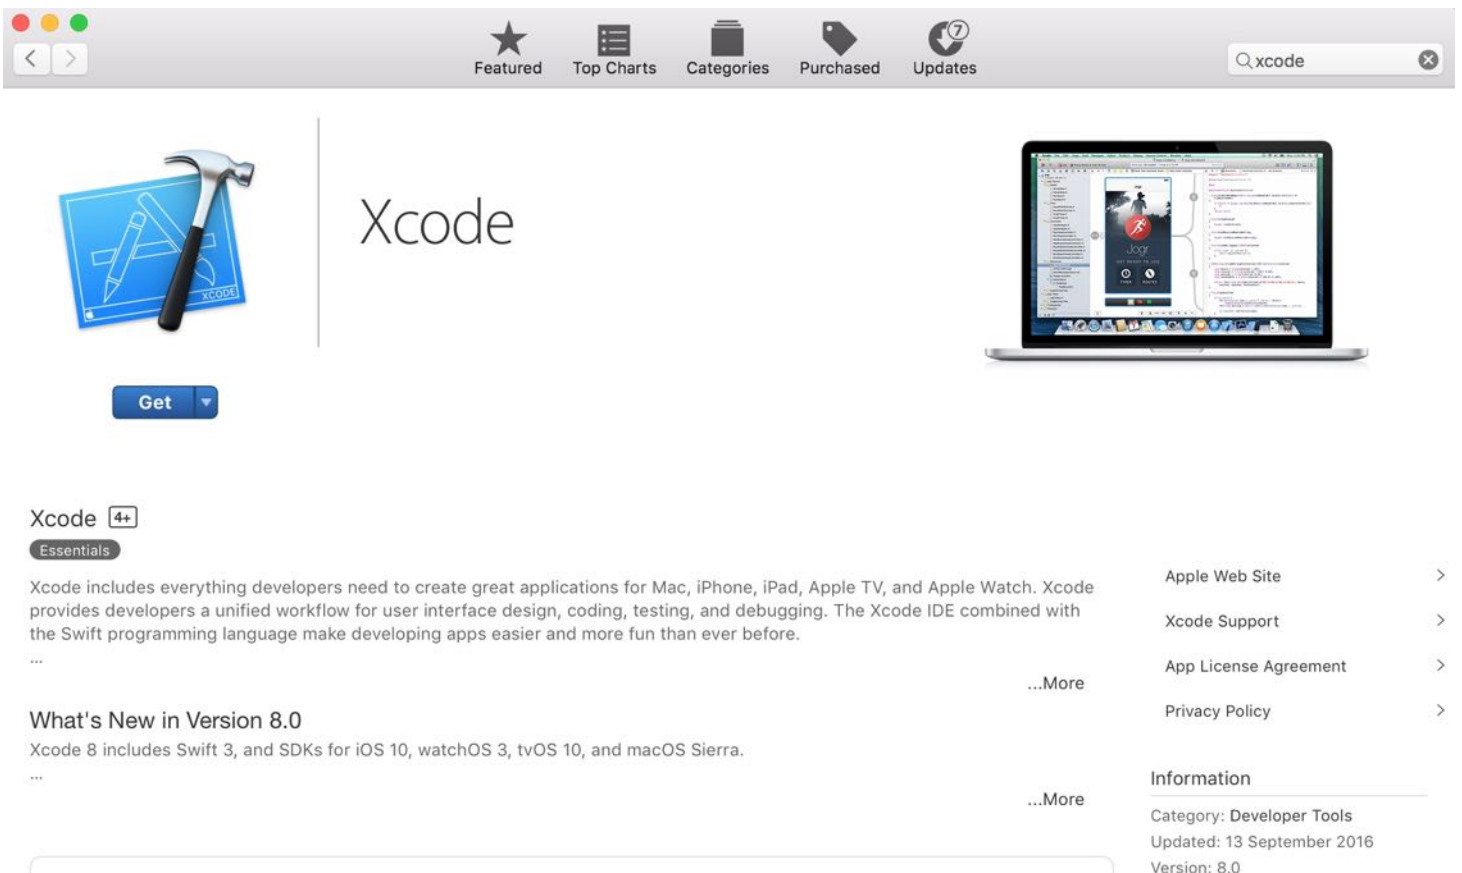 Featured
Top Charts
Categories
Purchased
7
Updates
xcode
XCODE
Xcode
Jogr
Get
Xcode 4+
Essentials
Xcode includes everything developers need to create great applications for Mac, iPhone, iPad, Apple TV, and Apple Watch. Xcode
provides developers a unified workflow for user interface design, coding, testing, and debugging. The Xcode IDE combined with
the Swift programming language make developing apps easier and more fun than ever before.
...
...More
What's New in Version 8.0
Xcode 8 includes Swift 3, and SDKs for iOS 10, watchOS 3, tvOS 10, and macOS Sierra.
...
...More
Apple Web Site
Xcode Support
App License Agreement
Privacy Policy
Information
Category: Developer Tools
Updated: 13 September 2016
Version: 8.0